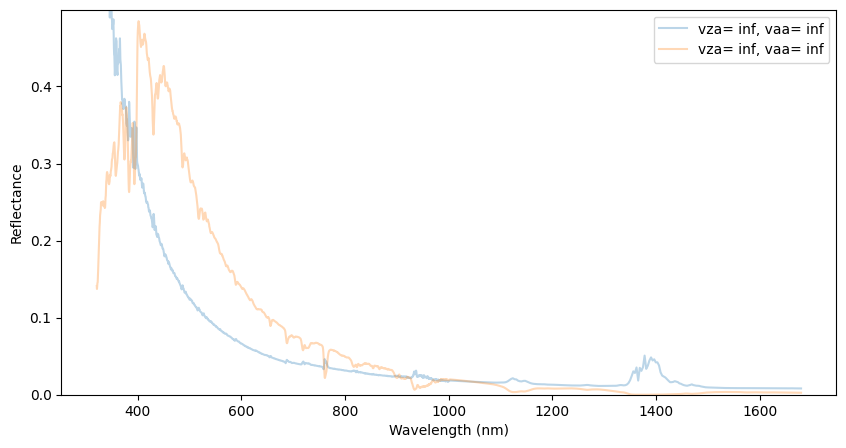 vza= inf, vaa= inf
vza= inf, vaa= inf
Reflectance
0.4
0.3
0.2
0.1
0.0
400 600 800 1000 1200 1400 1600
Wavelength (nm)